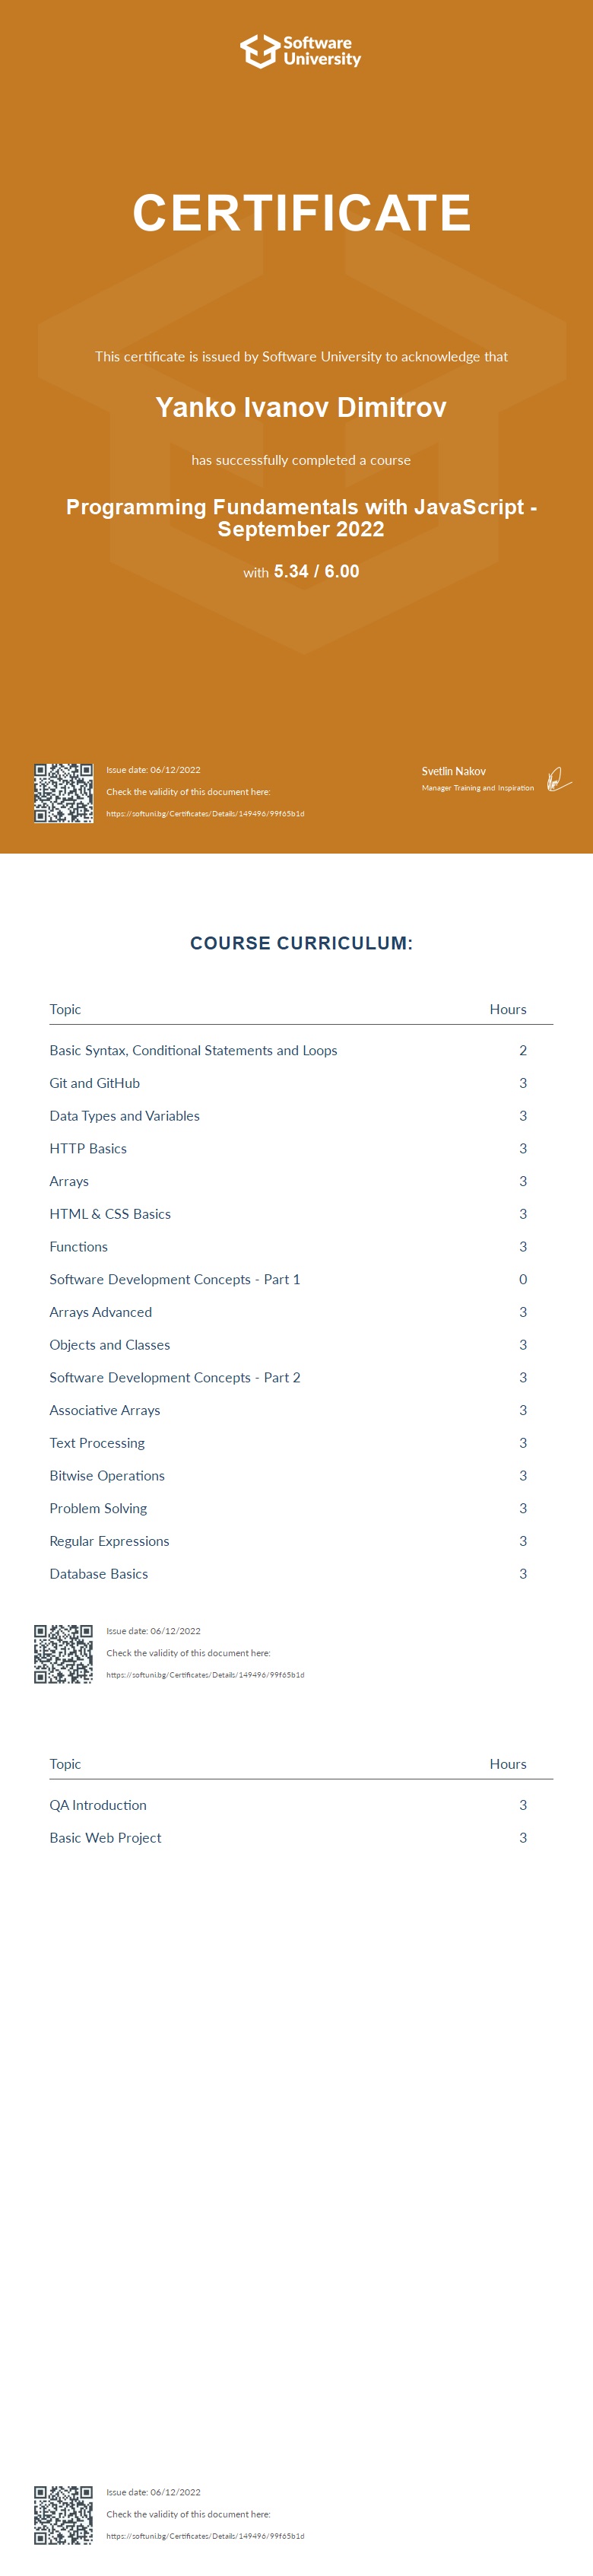 Software
University
CERTIFICATE
This certificate is issued by Software University to acknowledge that
Yanko Ivanov Dimitrov
has successfully completed a course
Programming Fundamentals with JavaScript -
September 2022
with 5.34 / 6.00
Issue date: 06/12/2022
Check the validity of this document here:
https://softuni.bg/Certificates/Details/149496/99f65b1d
Svetlin Nakov
Manager Training and Inspiration
COURSE CURRICULUM:
Topic Hours
Basic Syntax, Conditional Statements and Loops 2
Git and GitHub 3
Data Types and Variables 3
HTTP Basics 3
Arrays 3
HTML & CSS Basics 3
Functions 3
Software Development Concepts - Part 1 0
Arrays Advanced 3
Objects and Classes 3
Software Development Concepts - Part 2 3
Associative Arrays 3
Text Processing 3
Bitwise Operations 3
Problem Solving 3
Regular Expressions 3
Database Basics 3
Issue date: 06/12/2022
Check the validity of this document here:
https://softuni.bg/Certificates/Details/149496/99f65b1d
Topic Hours
QA Introduction 3
Basic Web Project 3
Issue date: 06/12/2022
Check the validity of this document here:
https://softuni.bg/Certificates/Details/149496/99f65b1d